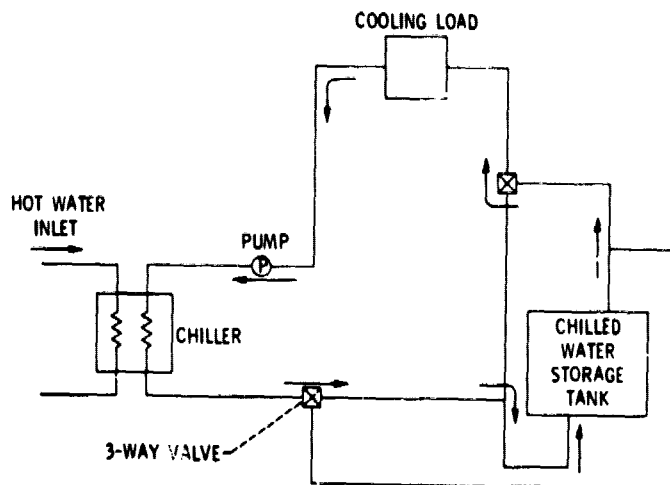 COOLING LOAD
HOT WATER
INLET
PUMP
P
CHILLER
CHILLED
WATER
STORAGE
TANK
3-WAY VALVE